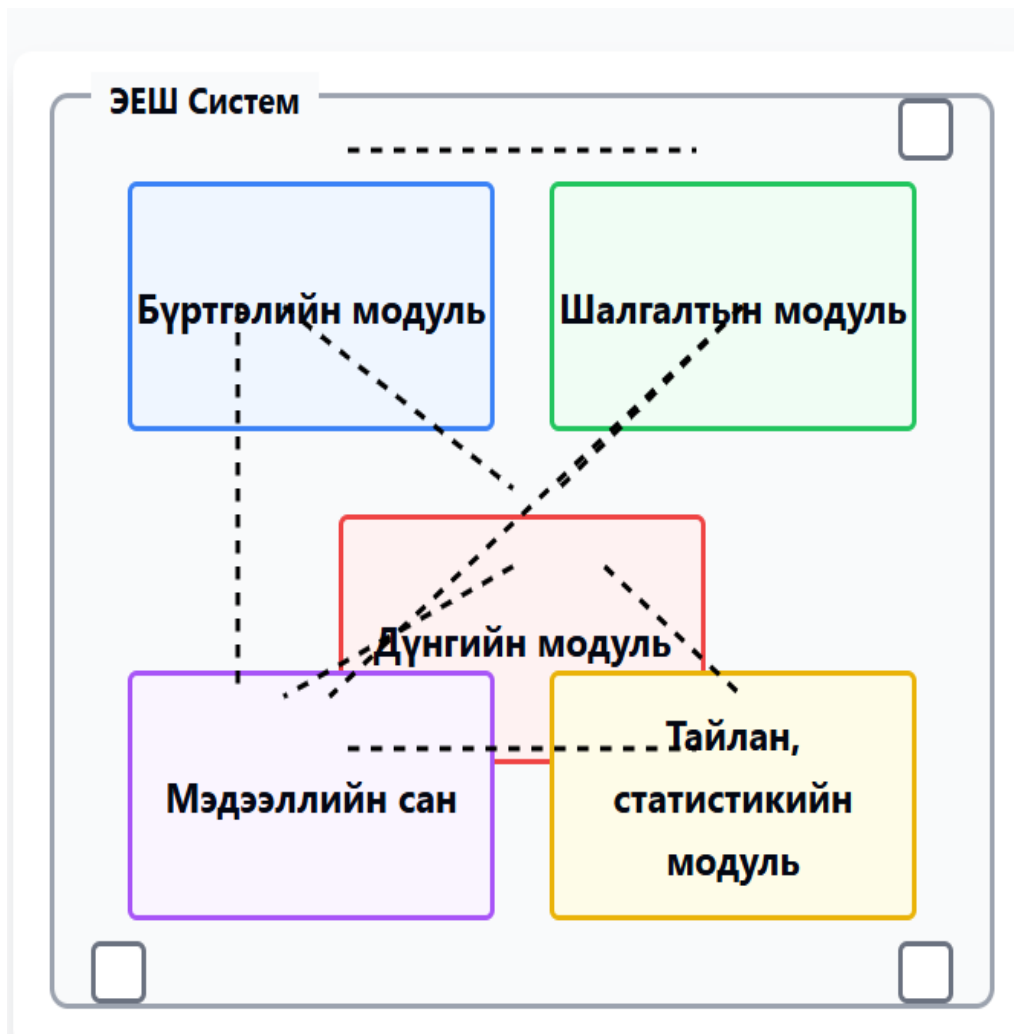 ЭЕШ Систем
Бүртгэлийн модуль
Шалгалтын модуль
Дүнгийн модуль
Мэдээллийн сан
Тайлан,
статистикийн
модуль